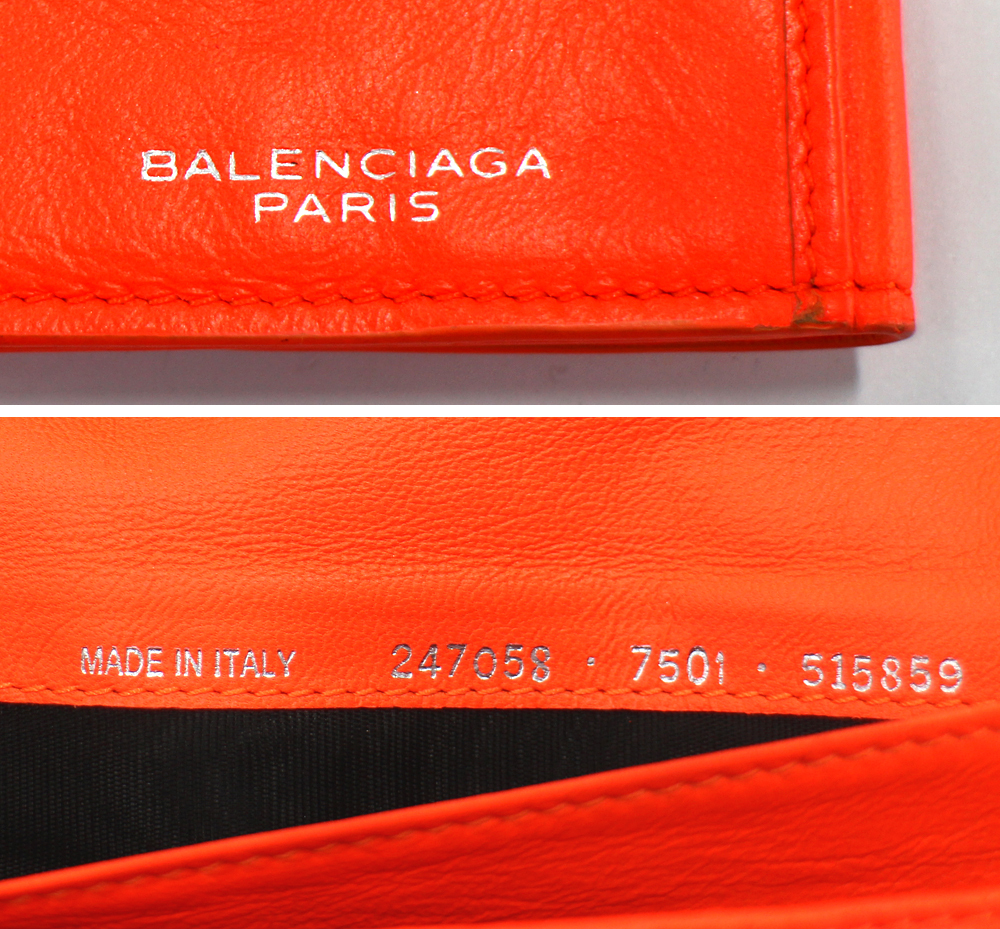 BALENCIAGA
PARIS
MADE IN ITALY 247058 · 7501 · 515859